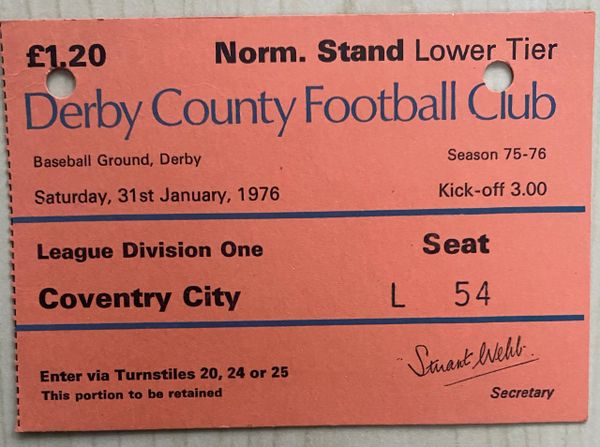 £1.20 Norm. Stand Lower Tier
Derby County Football Club
Baseball Ground, Derby Season 75-76
Saturday, 31st January, 1976 Kick-off 3.00
League Division One Seat
Coventry City L 54
Stuart Webb.
Enter via Turnstiles 20, 24 or 25
This portion to be retained Secretary